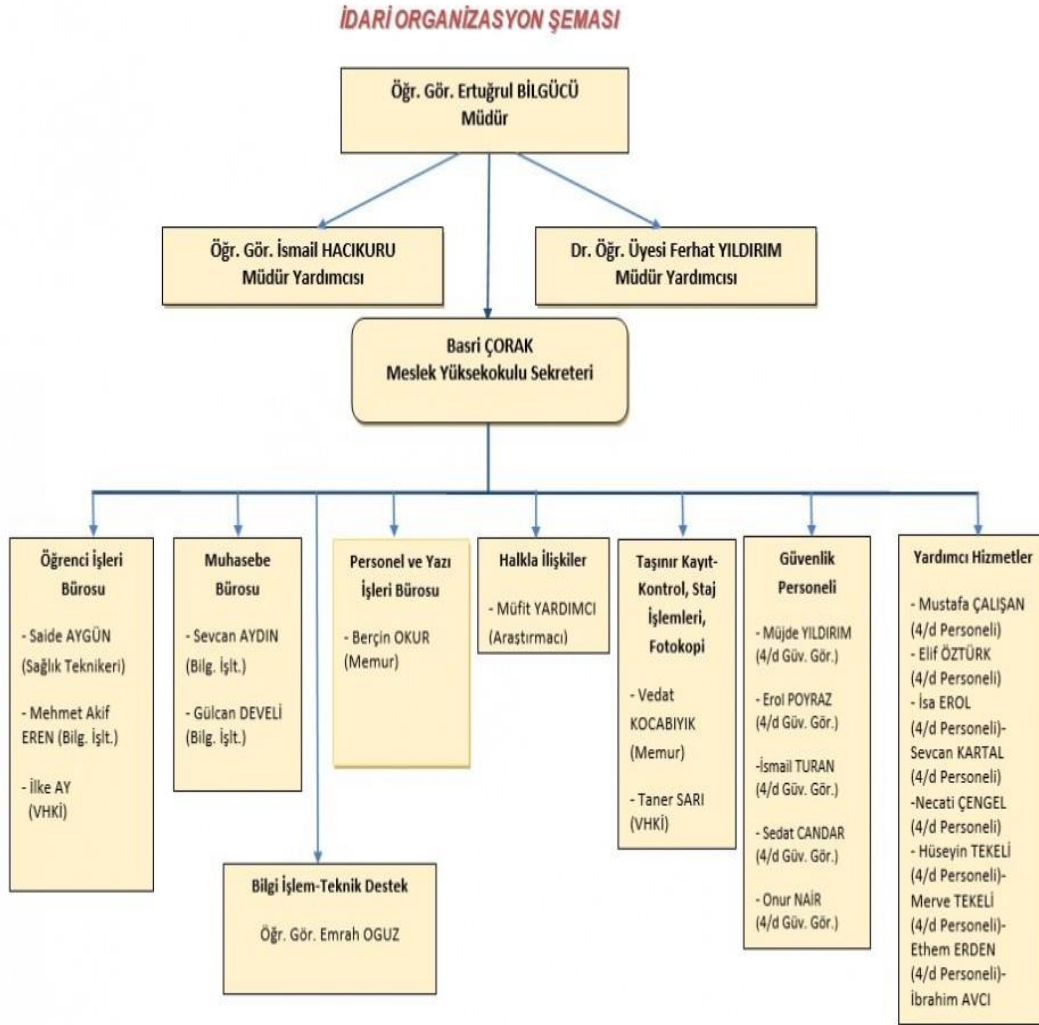 İDARİ ORGANİZASYON ŞEMASI
Öğr. Gör. Ertuğrul BİLGÜCÜ
Müdür
Öğr. Gör. İsmail HACIKURU
Müdür Yardımcısı
Dr. Öğr. Üyesi Ferhat YILDIRIM
Müdür Yardımcısı
Basri ÇORAK
Meslek Yüksekokulu Sekreteri
Öğrenci İşleri
Bürosu
- Saide AYGÜN
(Sağlık Teknikeri)
- Mehmet Akif
EREN (Bilg. İşlt.)
- İlke AY
(VHKİ)
Muhasebe
Bürosu
- Sevcan AYDIN
(Bilg. İşlt.)
- Gülcan DEVELİ
(Bilg. İşlt.)
Bilgi İşlem-Teknik Destek
Öğr. Gör. Emrah OGUZ
Personel ve Yazı
İşleri Bürosu
- Berçin OKUR
(Memur)
Halkla İlişkiler
- Müfit YARDIMCI
(Araştırmacı)
Taşınır Kayıt-
Kontrol, Staj
İşlemleri,
Fotokopi
- Vedat
KOCABIYIK
(Memur)
- Taner SARI
(VHKİ)
Güvenlik
Personeli
- Müjde YILDIRIM
(4/d Güv. Gör.)
- Erol POYRAZ
(4/d Güv. Gör.)
-İsmail TURAN
(4/d Güv. Gör.)
- Sedat CANDAR
(4/d Güv. Gör.)
- Onur NAİR
(4/d Güv. Gör.)
Yardımcı Hizmetler
- Mustafa ÇALIŞAN
(4/d Personeli)
- Elif ÖZTÜRK
(4/d Personeli)
- İsa EROL
(4/d Personeli)-
Sevcan KARTAL
(4/d Personeli)
-Necati ÇENGEL
(4/d Personeli)
- Hüseyin TEKELİ
(4/d Personeli)-
Merve TEKELİ
(4/d Personeli)-
Ethem ERDEN
(4/d Personeli)-
İbrahim AVCI